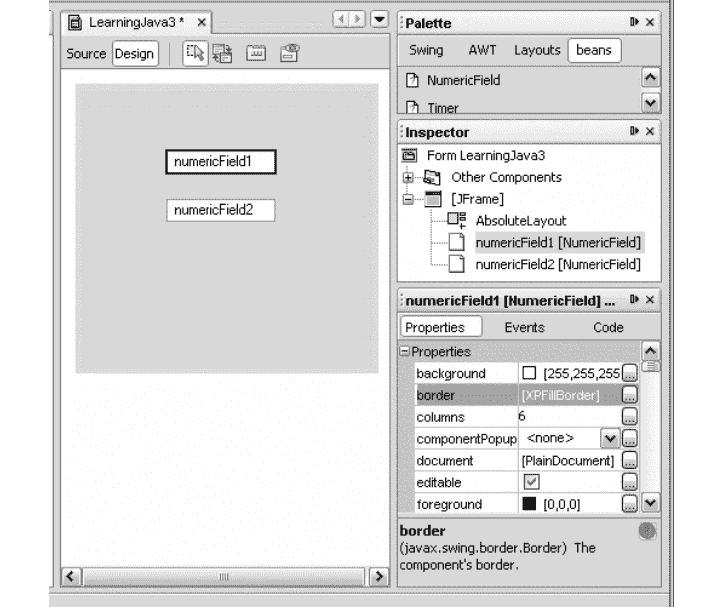 LearningJava3 *
Source Design
numericField1
numericField2
Palette
Swing AWT Layouts beans
NumericField
Timer
Inspector
Form LearningJava3
Other Components
[JFrame]
AbsoluteLayout
numericField1 [NumericField]
numericField2 [NumericField]
numericField1 [NumericField] ...
Properties Events Code
Properties
background [255,255,255
border [XPFillBorder]
columns 6
componentPopup <none>
document [PlainDocument]
editable
foreground [0,0,0]
border
(javax.swing.border.Border) The
component's border.